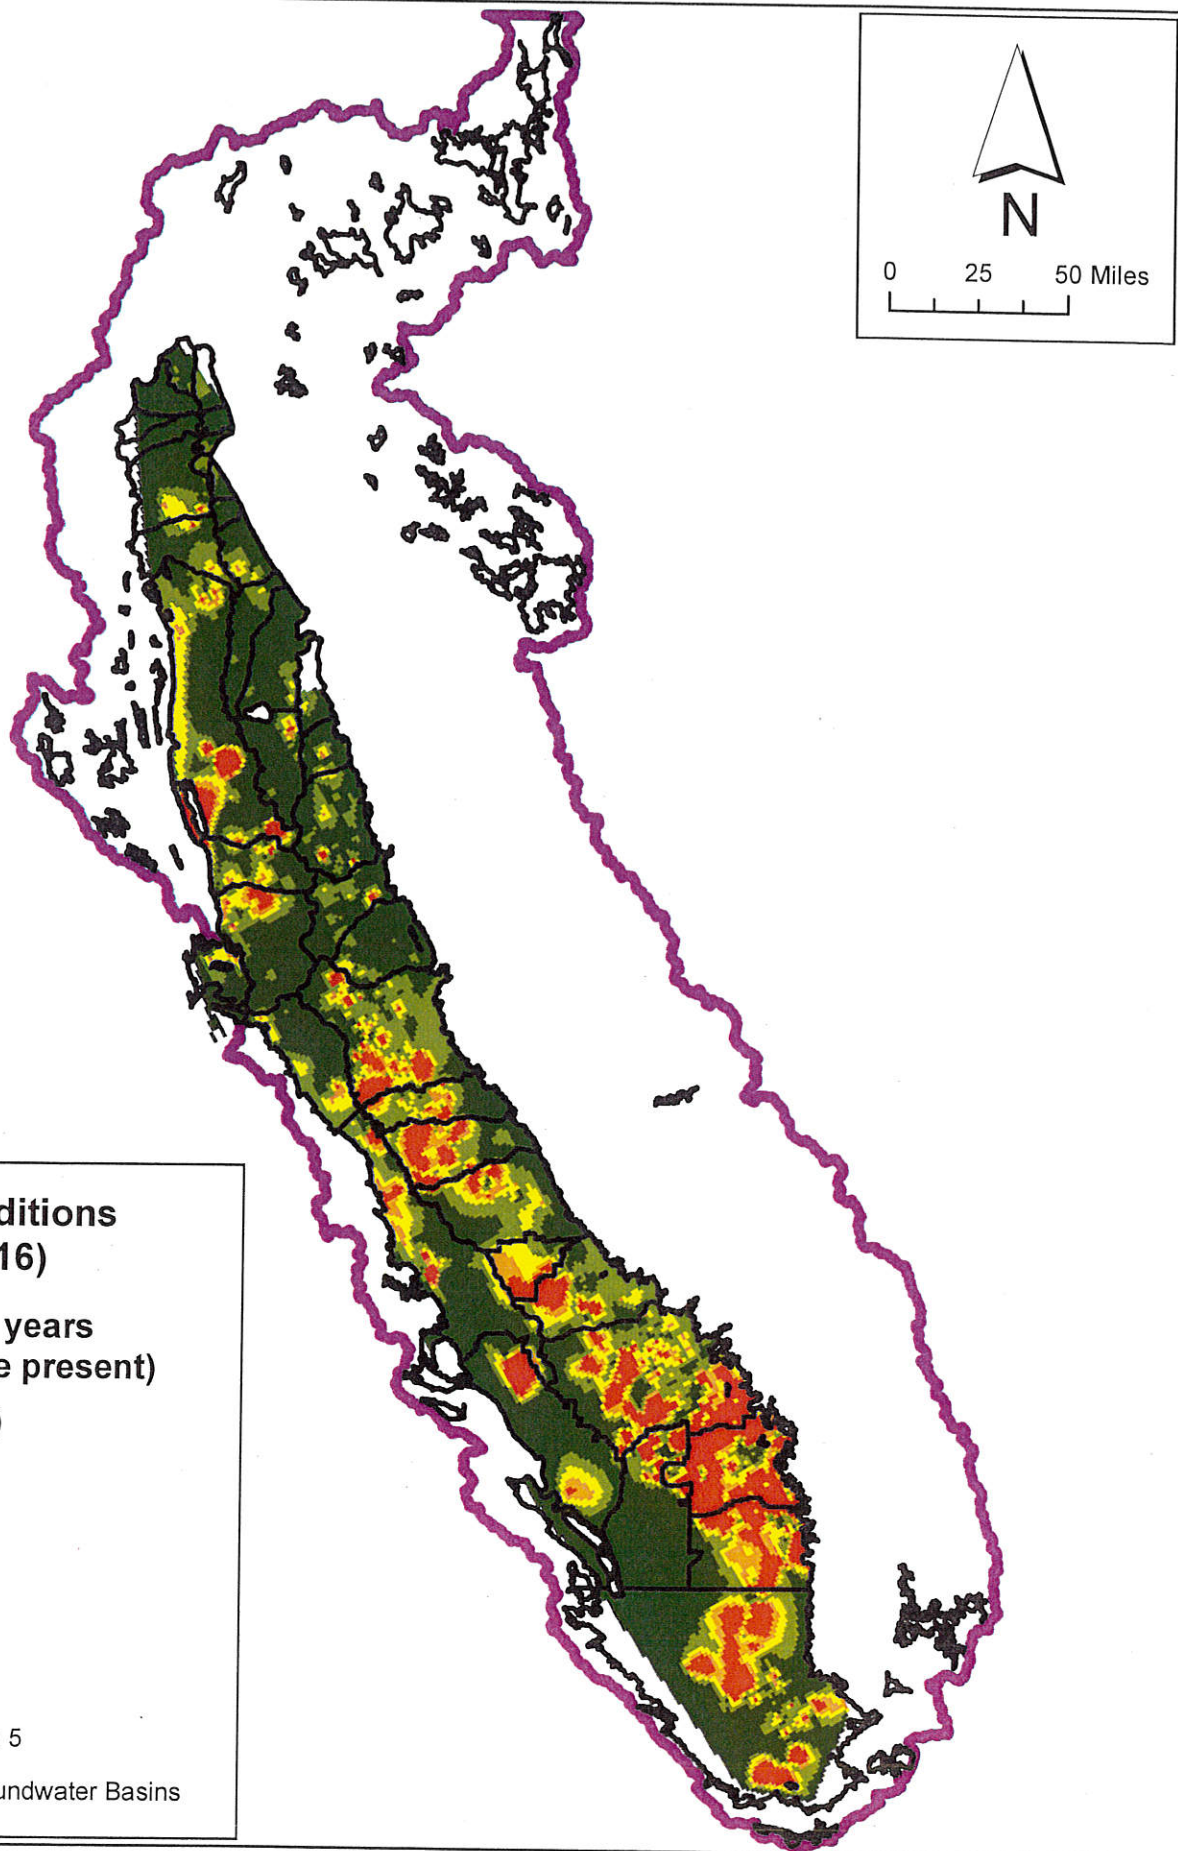 N
0 25 50 Miles
ditions
16)
years
e present)
)
5
undwater Basins